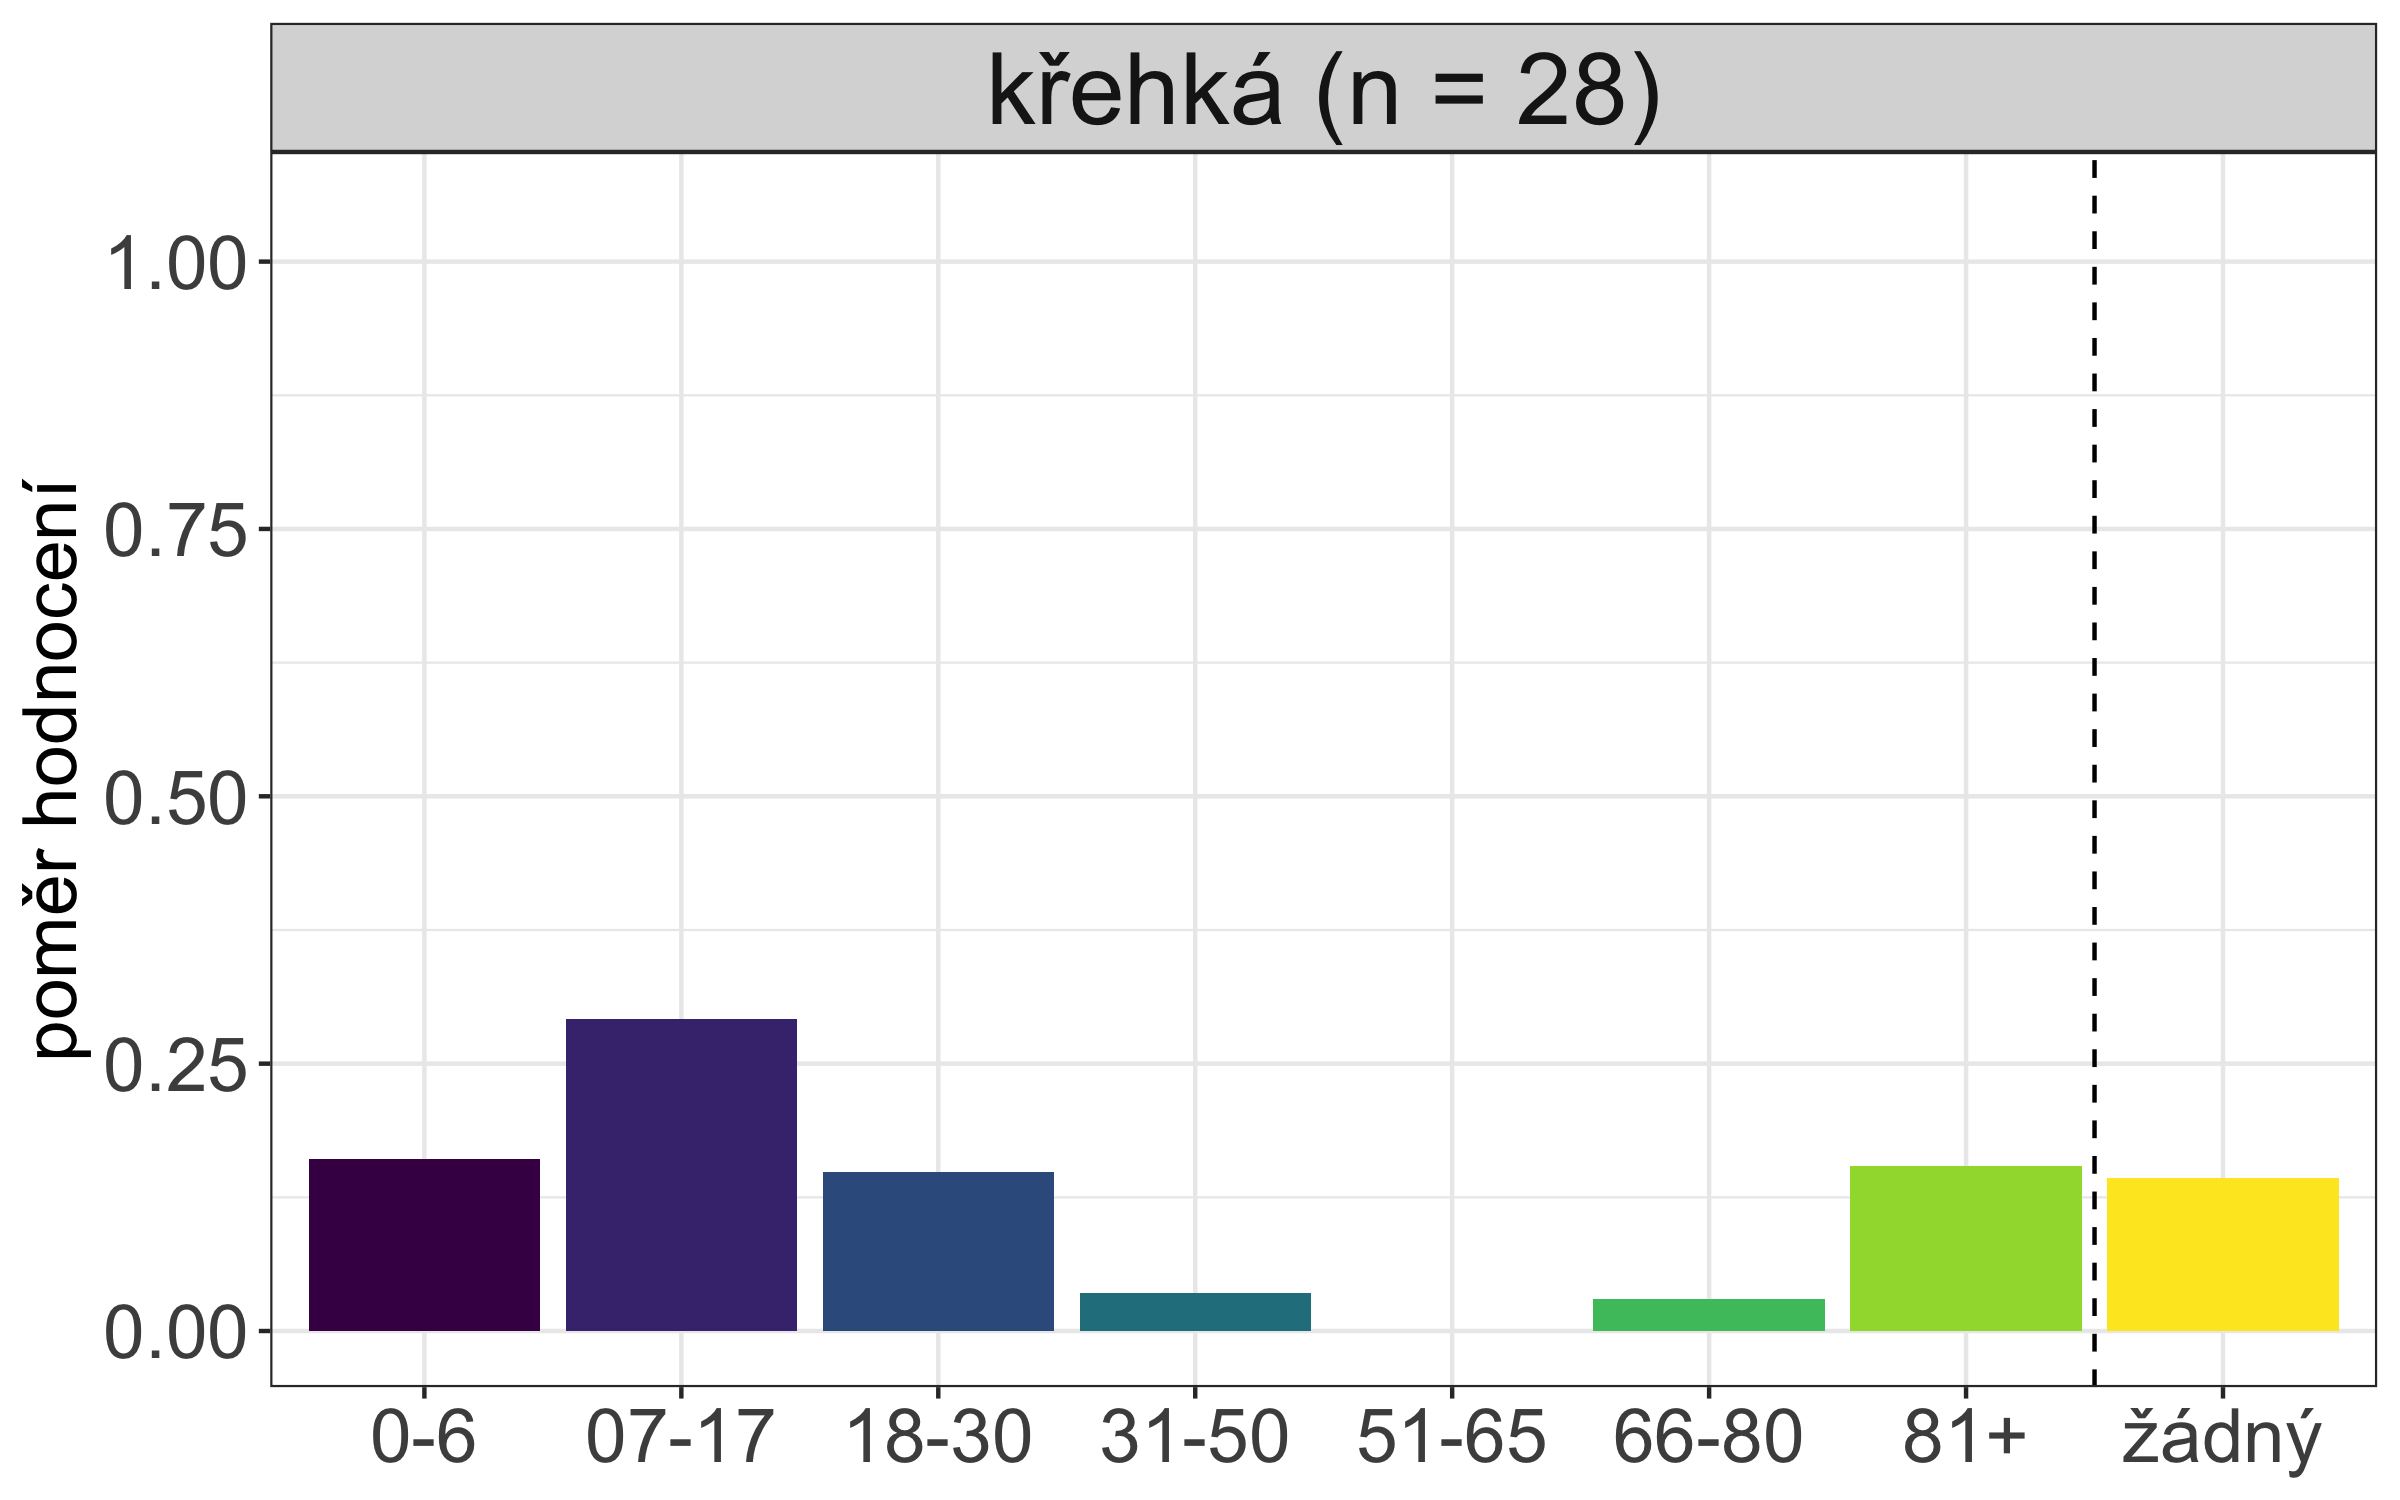 křehká (n = 28)
poměr hodnocení
1.00
0.75
0.50
0.25
0.00
0-6 07-17 18-30 31-50 51-65 66-80 81+ žádný